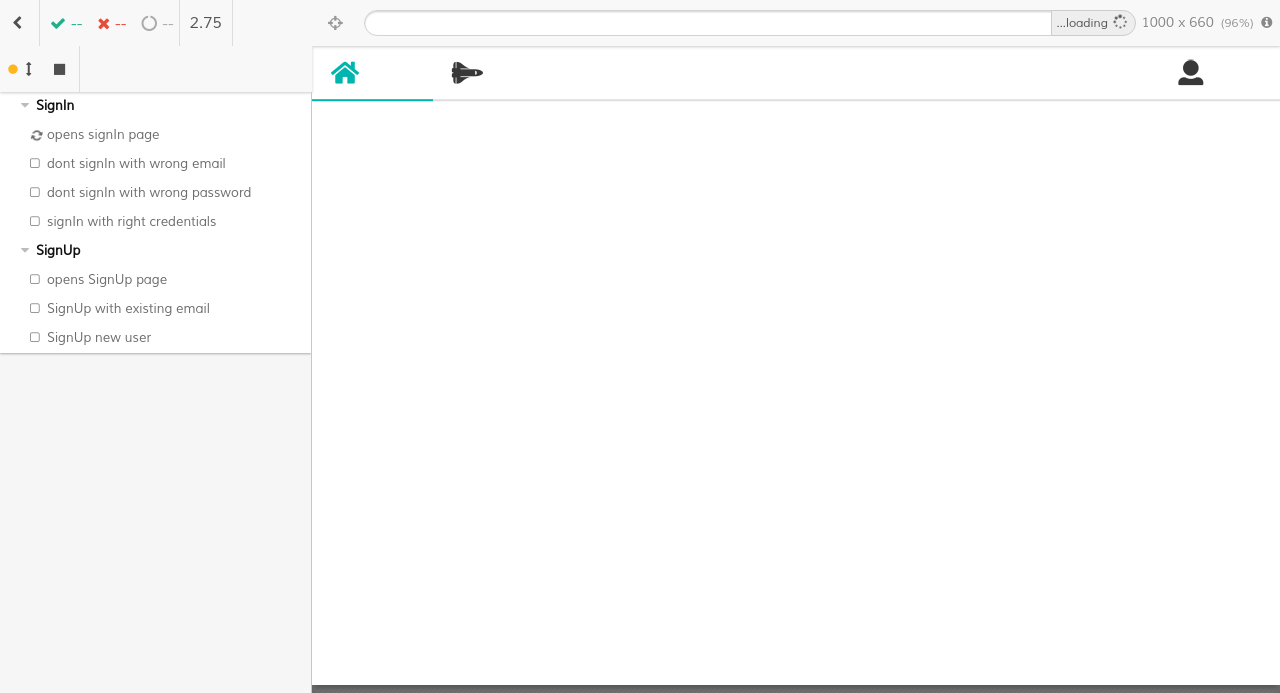 -- -- -- 2.75
...loading 1000 x 660 (96%)
SignIn
opens signIn page
dont signIn with wrong email
dont signIn with wrong password
signIn with right credentials
SignUp
opens SignUp page
SignUp with existing email
SignUp new user